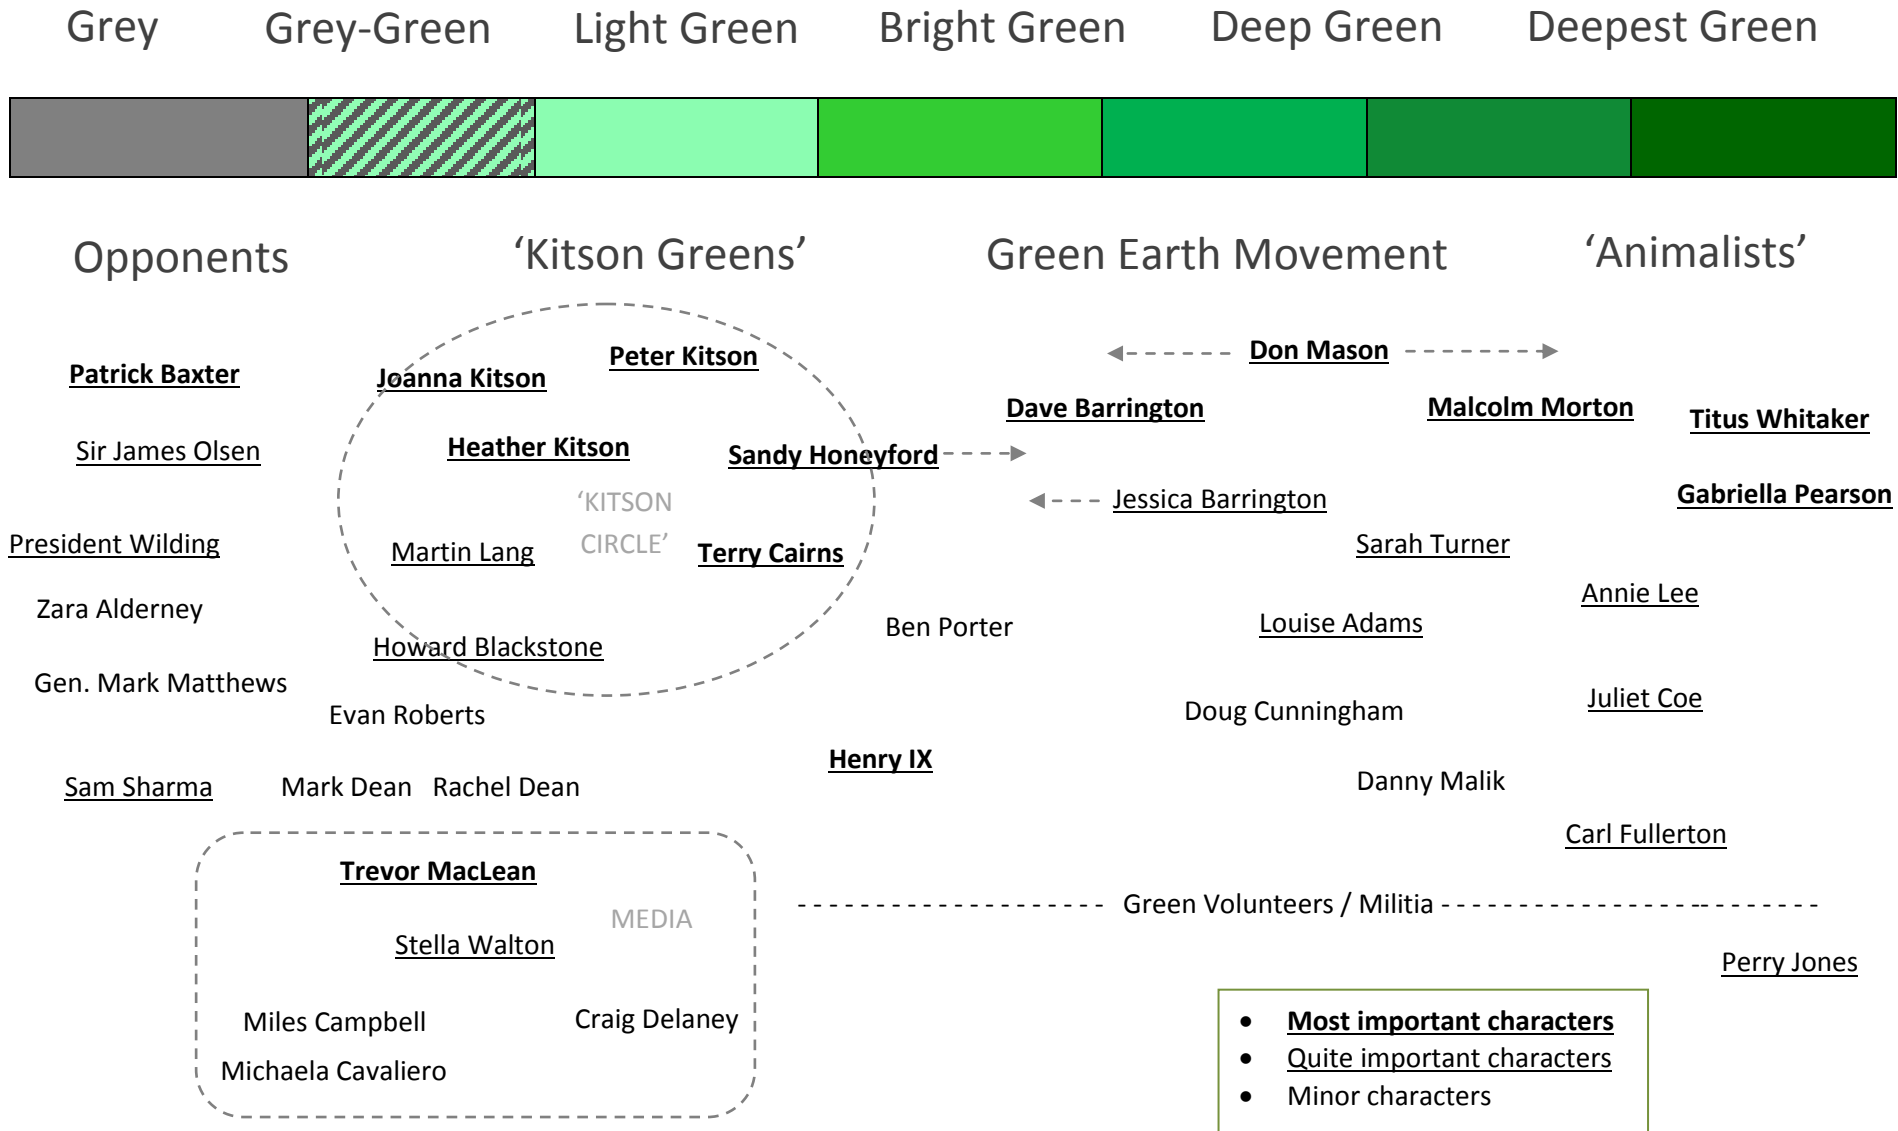 Grey Grey-Green Light Green Bright Green Deep Green Deepest Green
Opponents ‘Kitson Greens’ Green Earth Movement ‘Animalists’
Peter Kitson Don Mason
Patrick Baxter Joanna Kitson
Dave Barrington Malcolm Morton Titus Whitaker
Sir James Olsen Heather Kitson Sandy Honeyford
‘KITSON Jessica Barrington Gabriella Pearson
CIRCLE’
President Wilding Martin Lang Terry Cairns Sarah Turner
Zara Alderney Annie Lee
Howard Blackstone Ben Porter Louise Adams
Gen. Mark Matthews Juliet Coe
Evan Roberts Doug Cunningham
Henry IX
Sam Sharma Mark Dean Rachel Dean Danny Malik
Carl Fullerton
Trevor MacLean
MEDIA Green Volunteers / Militia
Stella Walton Perry Jones
Miles Campbell Craig Delaney
Michaela Cavaliero
• Most important characters
• Quite important characters
• Minor characters